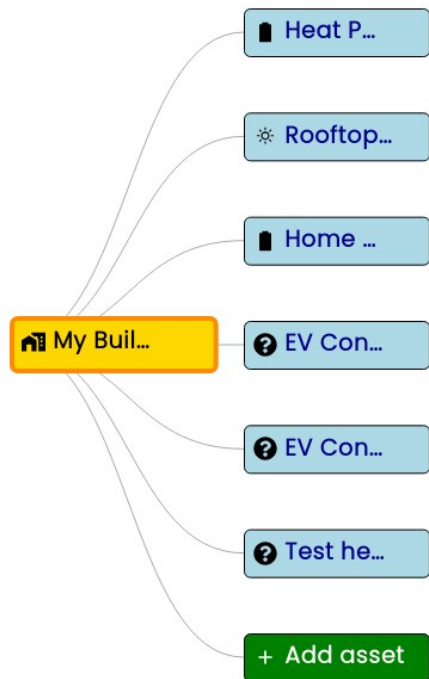 Heat P...
Rooftop...
Home ...
My Buil...
EV Con...
EV Con...
Test he...
+ Add asset